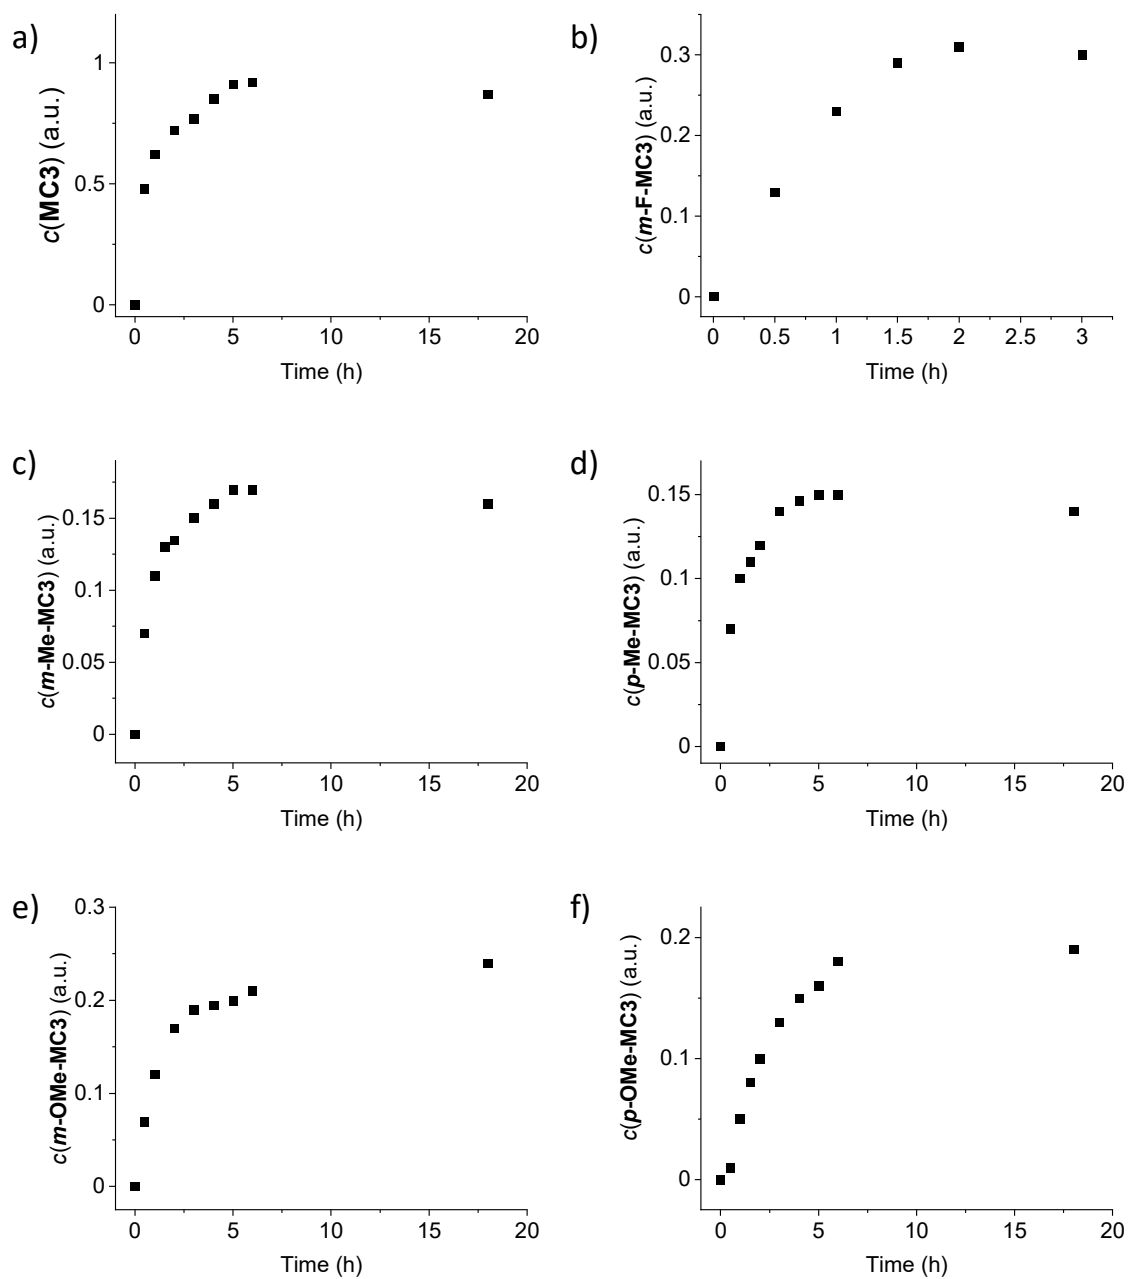 a)
c(MC3) (a.u.)
1
0.5
0
0 5 10 15 20
Time (h)
b)
c(m-F-MC3) (a.u.)
0.3
0.2
0.1
0
0 0.5 1 1.5 2 2.5 3
Time (h)
c)
c(m-Me-MC3) (a.u.)
0.15
0.1
0.05
0
0 5 10 15 20
Time (h)
d)
c(p-Me-MC3) (a.u.)
0.15
0.1
0.05
0
0 5 10 15 20
Time (h)
e)
c(m-OMe-MC3) (a.u.)
0.3
0.2
0.1
0
0 5 10 15 20
Time (h)
f)
c(p-OMe-MC3) (a.u.)
0.2
0.1
0
0 5 10 15 20
Time (h)